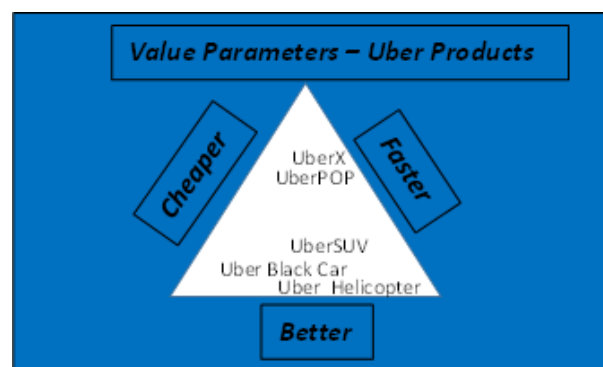 Value Parameters – Uber Products
Cheaper
Faster
UberX
UberPOP
UberSUV
Uber Black Car
Uber Helicopter
Better